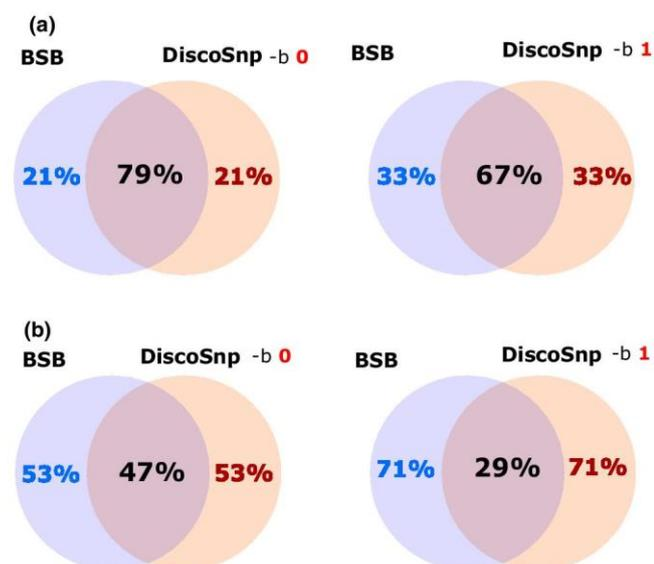 (a)
BSB DiscoSnp -b 0 BSB DiscoSnp -b 1
21% 79% 21% 33% 67% 33%
(b)
BSB DiscoSnp -b 0 BSB DiscoSnp -b 1
53% 47% 53% 71% 29% 71%